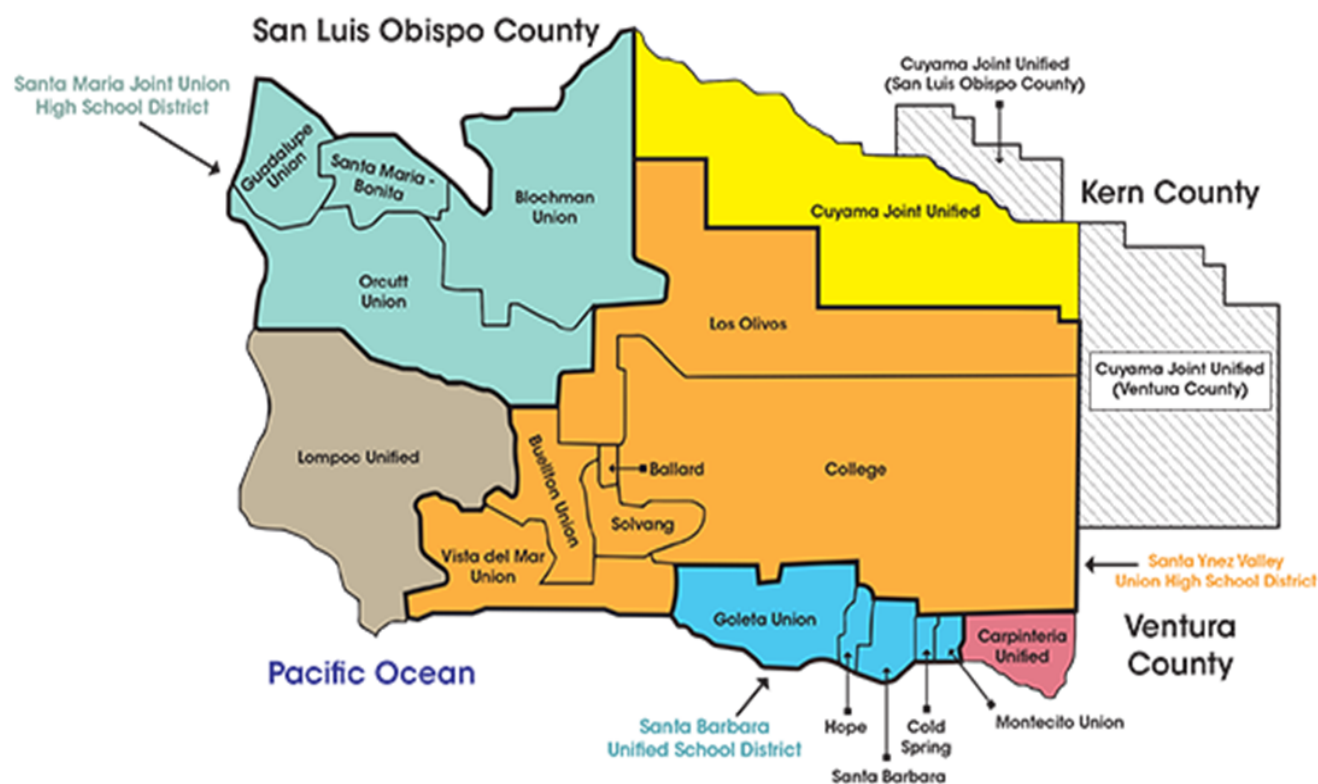 San Luis Obispo County
Santa Maria Joint Union
High School District
Cuyama Joint Unified
(San Luis Obispo County)
Guadalupe
Union
Santa Maria -
Bonita
Blochman
Union
Kern County
Cuyama Joint Unified
Orcutt
Union
Los Olivos
Cuyama Joint Unified
(Ventura County)
Lompoc Unified
Buellton Union
Ballard
College
Solvang
Vista del Mar
Union
Santa Ynez Valley
Union High School District
Goleta Union
Carpinteria
Unified
Ventura
County
Pacific Ocean
Santa Barbara
Unified School District
Hope
Cold
Spring
Montecito Union
Santa Barbara